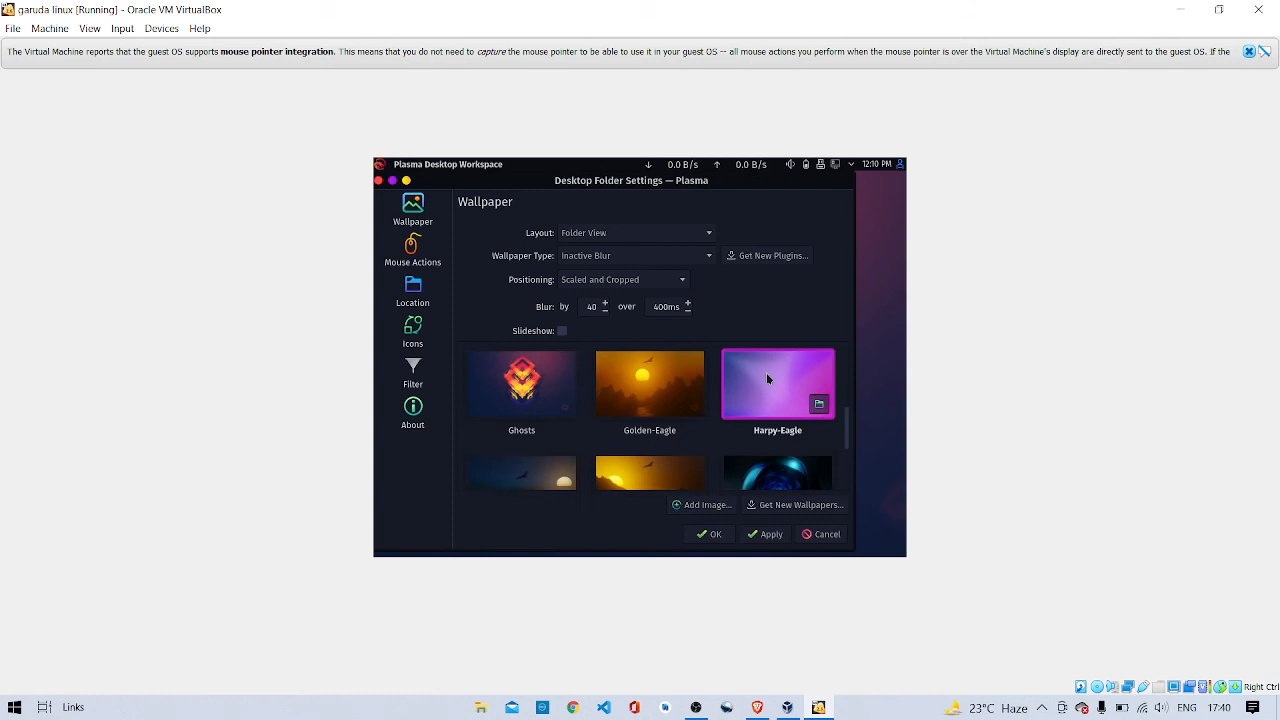 garuda linux [Running] - Oracle VM VirtualBox
File Machine View Input Devices Help
The Virtual Machine reports that the guest OS supports mouse pointer integration. This means that you do not need to capture the mouse pointer to be able to use it in your guest OS -- all mouse actions you perform when the mouse pointer is over the Virtual Machine's display are directly sent to the guest OS. If the
Plasma Desktop Workspace 0.0 B/s 0.0 B/s 12:10 PM
Desktop Folder Settings — Plasma
Wallpaper
Mouse Actions
Location
Icons
Filter
About
Wallpaper
Layout: Folder View
Wallpaper Type: Inactive Blur Get New Plugins...
Positioning: Scaled and Cropped
Blur: by 40 over 400ms
Slideshow:
Ghosts Golden-Eagle Harpy-Eagle
Add Image... Get New Wallpapers...
OK Apply Cancel
Right Ctrl
Links 23°C Haze ENG 17:40